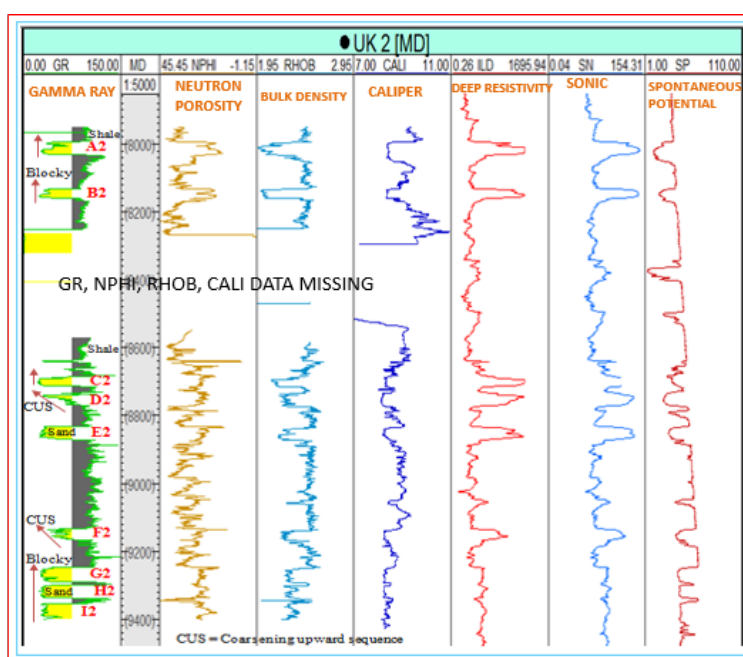 UK 2 [MD]
0.00 GR 150.00 MD 45.45 NPHI -1.15 1.95 RHOB 2.95 7.00 CALI 11.00 0.26 ILD 1695.94 0.04 SN 154.31 1.00 SP 110.00
1:5000
GAMMA RAY
NEUTRON
POROSITY
BULK DENSITY
CALIPER
DEEP RESISTIVITY
SONIC
SPONTANEOUS
POTENTIAL
Shale
A2
(8000)
Blocky
B2
(8200)
(8400)
GR, NPHI, RHOB, CALI DATA MISSING
Shale
(8600)
C2
D2
CUS
(8800)
Sand E2
(9000)
CUS
F2
(9200)
Blocky
G2
Sand H2
I2
(9400)
CUS = Coarsening upward sequence